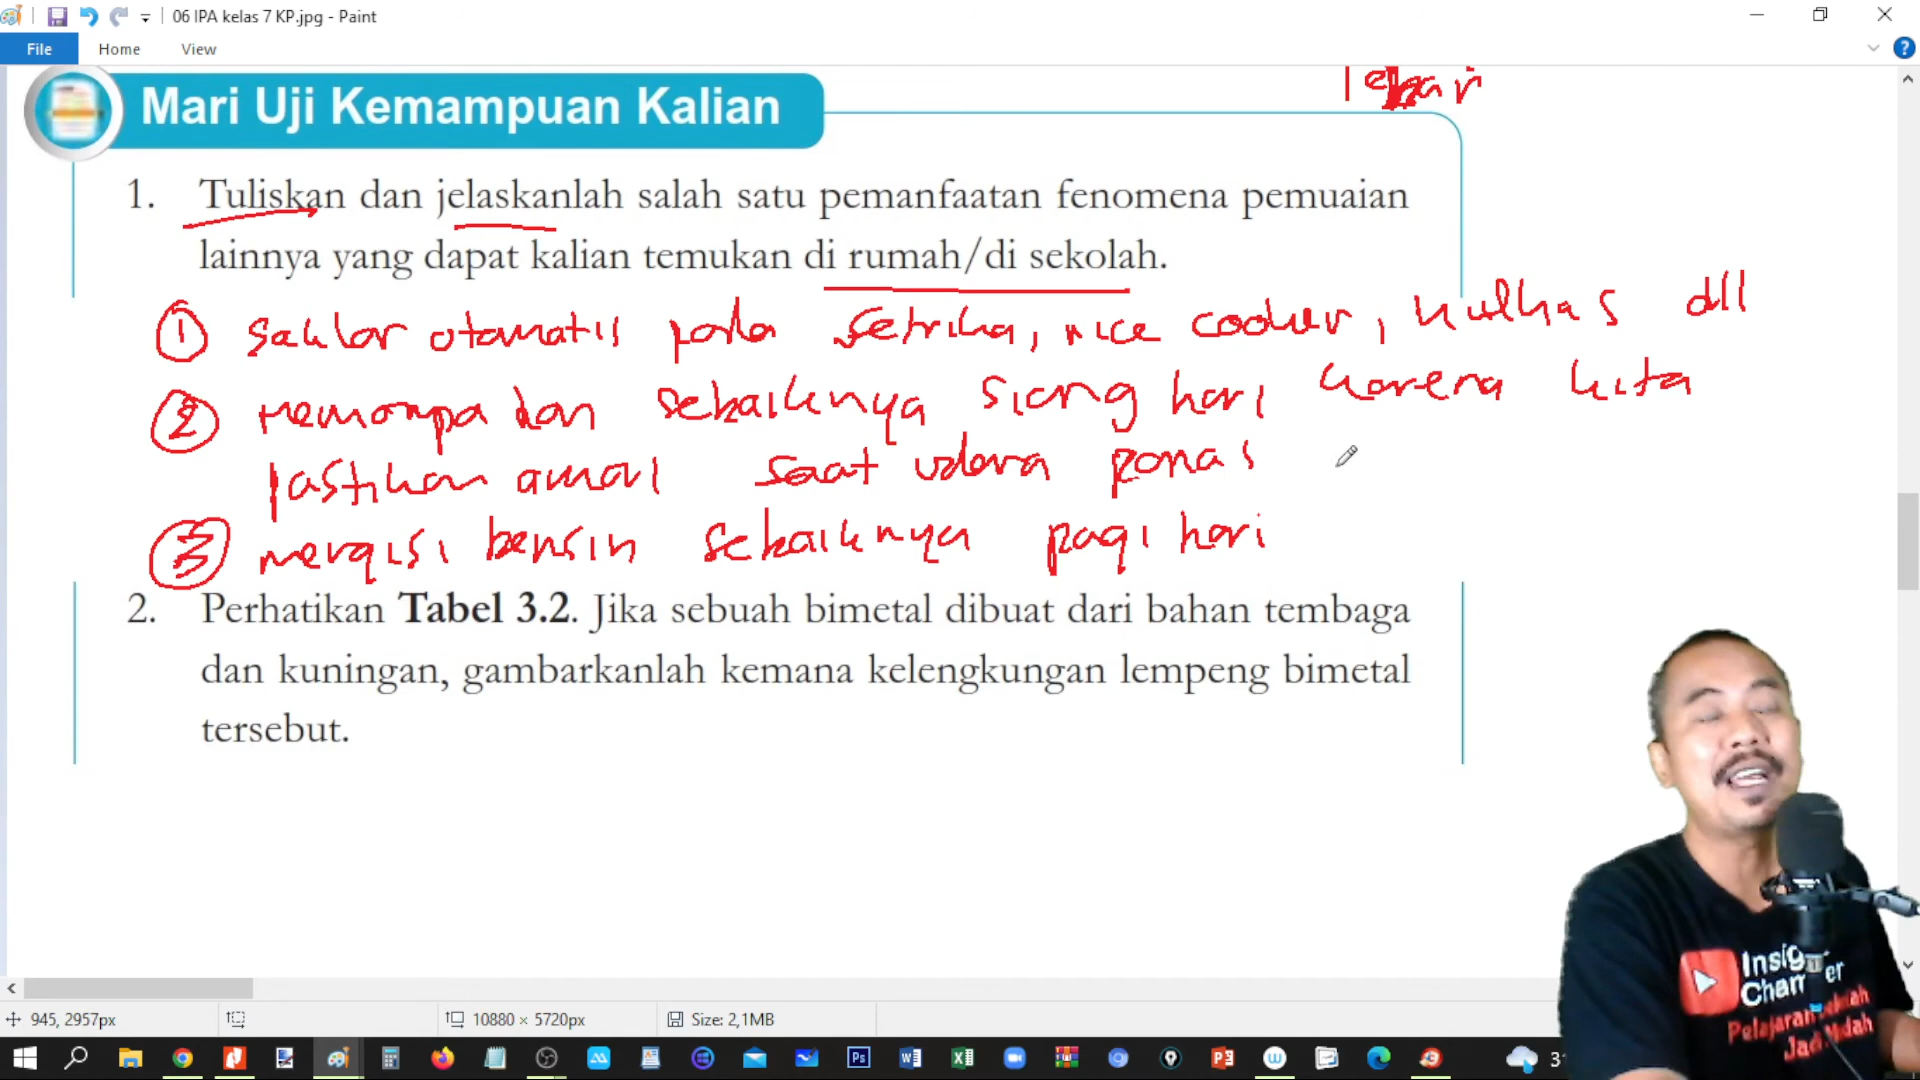 06 IPA kelas 7 KP.jpg - Paint
File Home View
lebar
Mari Uji Kemampuan Kalian
1. Tuliskan dan jelaskanlah salah satu pemanfaatan fenomena pemuaian
lainnya yang dapat kalian temukan di rumah/di sekolah.
① saklar otomatis pada setrika, rice cooker, kulkas dll
② memompa ban sebaiknya siang hari karena kita
pastikan aman saat udara panas
③ mengisi bensin sebaiknya pagi hari
2. Perhatikan Tabel 3.2. Jika sebuah bimetal dibuat dari bahan tembaga
dan kuningan, gambarkanlah kemana kelengkungan lempeng bimetal
tersebut.
945, 2957px 10880 × 5720px Size: 2,1MB